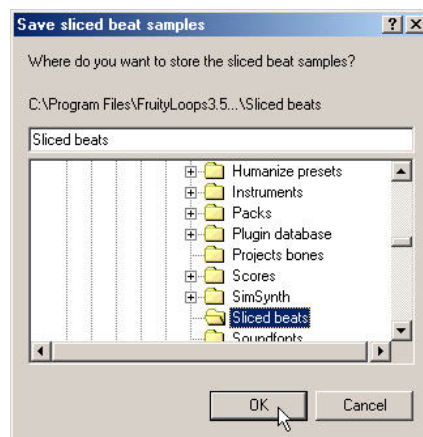 Save sliced beat samples
Where do you want to store the sliced beat samples?
C:\Program Files\FruityLoops3.5...\Sliced beats
Sliced beats
Humanize presets
Instruments
Packs
Plugin database
Projects bones
Scores
SimSynth
Sliced beats
Soundfonts
OK Cancel